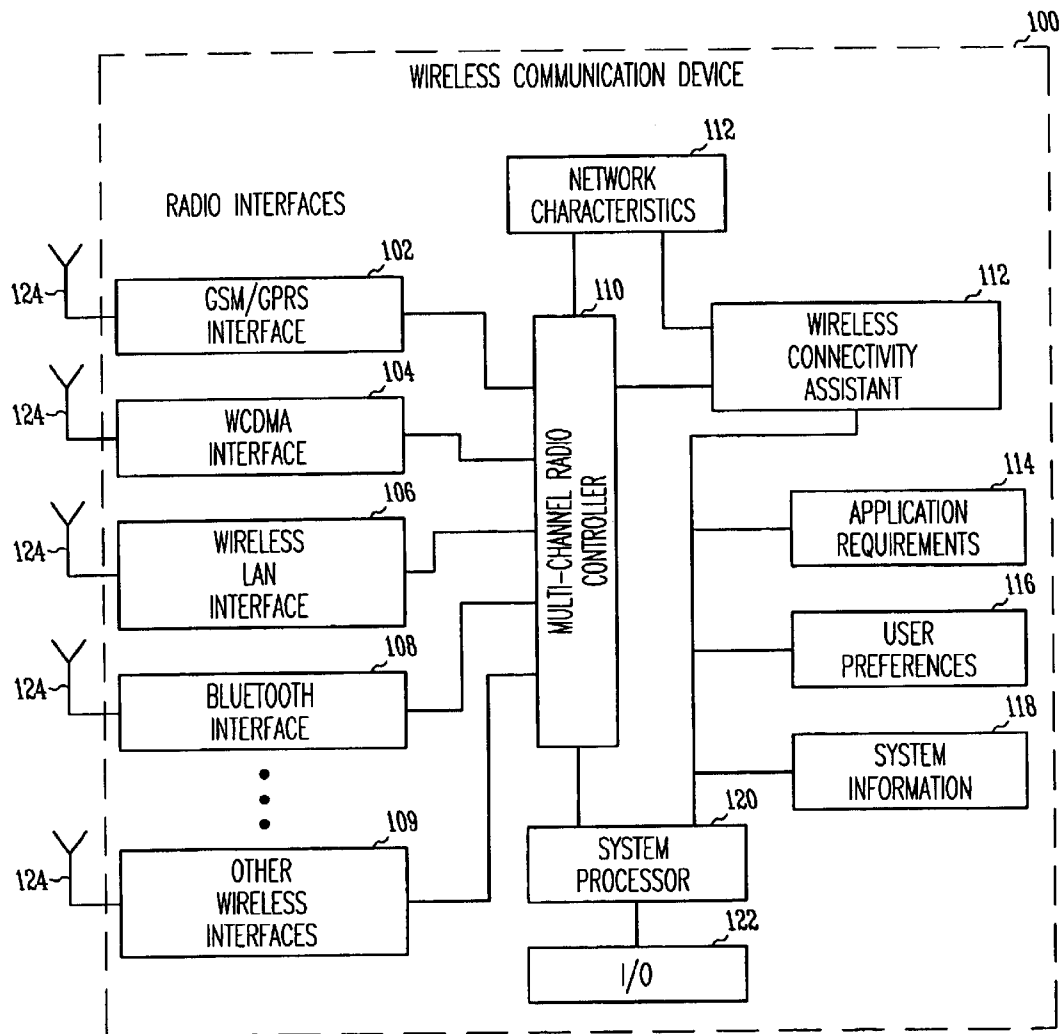 100
WIRELESS COMMUNICATION DEVICE
112
NETWORK
CHARACTERISTICS
RADIO INTERFACES
124
102
GSM/GPRS
INTERFACE
110
MULTI-CHANNEL RADIO
CONTROLLER
112
WIRELESS
CONNECTIVITY
ASSISTANT
124
104
WCDMA
INTERFACE
124
106
WIRELESS
LAN
INTERFACE
114
APPLICATION
REQUIREMENTS
116
USER
PREFERENCES
124
108
BLUETOOTH
INTERFACE
118
SYSTEM
INFORMATION
124
109
OTHER
WIRELESS
INTERFACES
120
SYSTEM
PROCESSOR
122
I/O